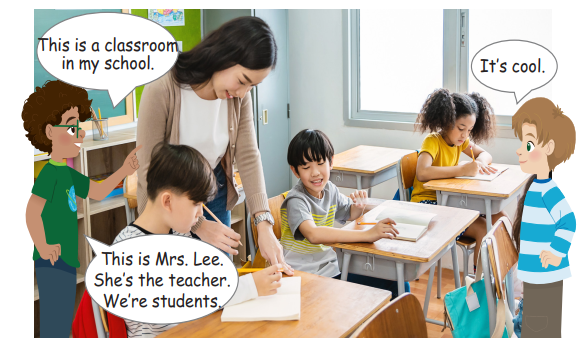 This is a classroom
in my school.
It's cool.
This is Mrs. Lee.
She's the teacher.
We're students.